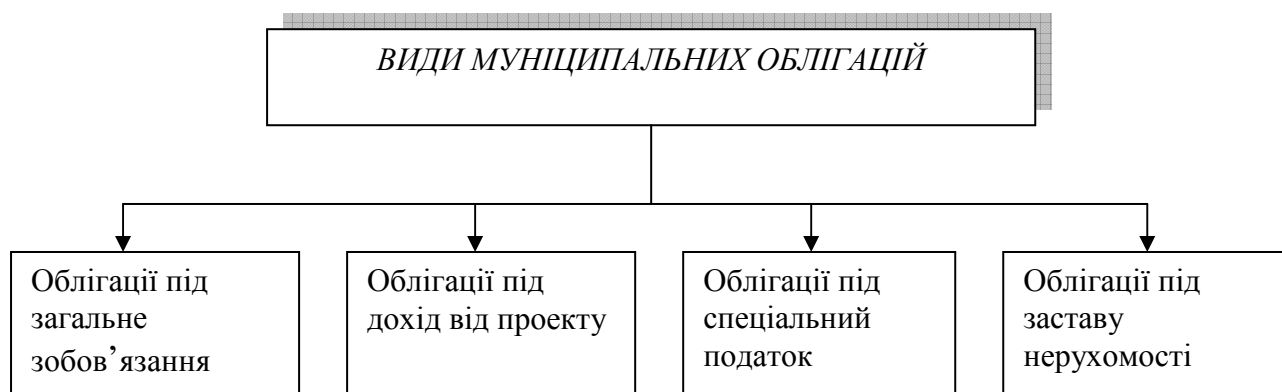 ВИДИ МУНІЦИПАЛЬНИХ ОБЛІГАЦІЙ
Облігації під
загальне
зобов’язання
Облігації під
дохід від проекту
Облігації під
спеціальний
податок
Облігації під
заставу
нерухомості